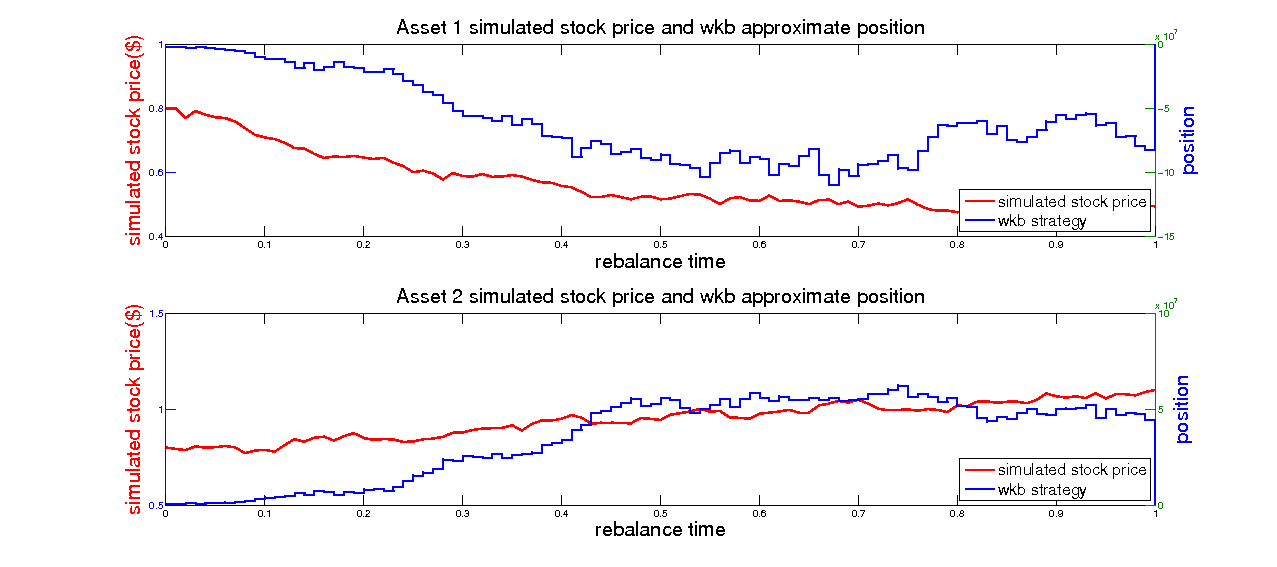 Asset 1 simulated stock price and wkb approximate position
x 10^7
simulated stock price($)
1
0.8
0.6
0.4
0
-5
-10
-15
position
simulated stock price
wkb strategy
0 0.1 0.2 0.3 0.4 0.5 0.6 0.7 0.8 0.9 1
rebalance time
Asset 2 simulated stock price and wkb approximate position
x 10^7
simulated stock price($)
1.5
1
0.5
10
5
0
position
simulated stock price
wkb strategy
0 0.1 0.2 0.3 0.4 0.5 0.6 0.7 0.8 0.9 1
rebalance time